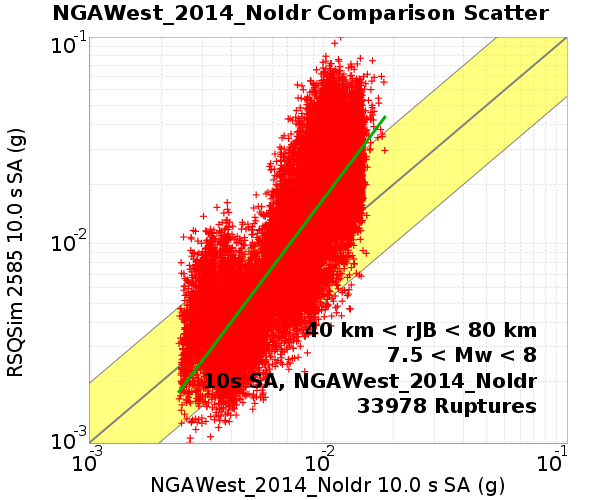 NGAWest_2014_NoIdr Comparison Scatter
RSQSim 2585 10.0 s SA (g)
10-1
10-2
10-3
40 km < rJB < 80 km
7.5 < Mw < 8
10s SA, NGAWest_2014_NoIdr
33978 Ruptures
10-3 10-2 10-1
NGAWest_2014_NoIdr 10.0 s SA (g)